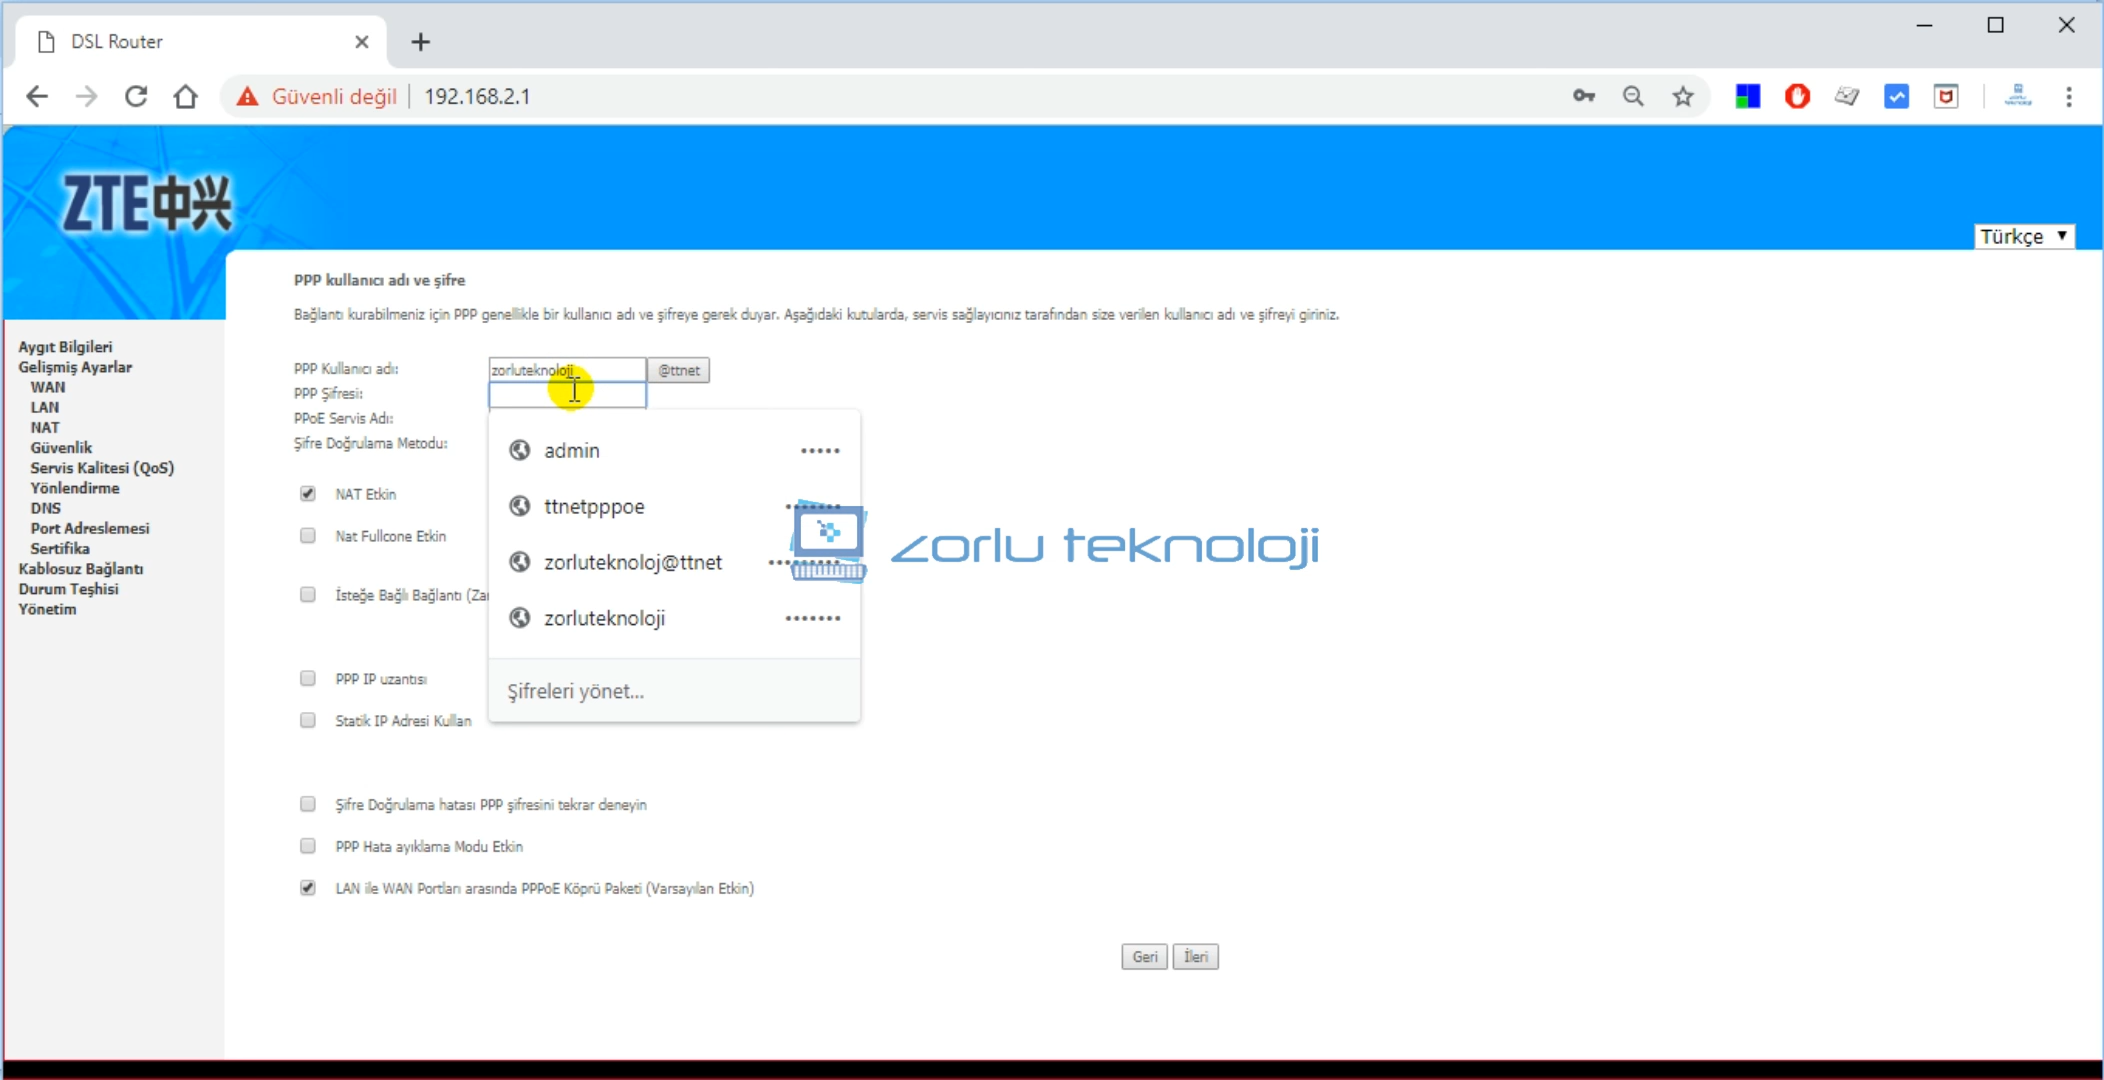 DSL Router
Güvenli değil
192.168.2.1
ZTE中兴
Türkçe
PPP kullanıcı adı ve şifre
Bağlantı kurabilmeniz için PPP genellikle bir kullanıcı adı ve şifreye gerek duyar. Aşağıdaki kutularda, servis sağlayıcınız tarafından size verilen kullanıcı adı ve şifreyi giriniz.
Aygıt Bilgileri
Gelişmiş Ayarlar
WAN
LAN
NAT
Güvenlik
Servis Kalitesi (QoS)
Yönlendirme
DNS
Port Adreslemesi
Sertifika
Kablosuz Bağlantı
Durum Teşhisi
Yönetim
PPP Kullanıcı adı:
zorluteknoloji
@ttnet
PPP Şifresi:
PPoE Servis Adı:
Şifre Doğrulama Metodu:
admin •••••
ttnetpppoe
zorluteknoloj@ttnet
zorluteknoloji •••••••
Şifreleri yönet...
zorlu teknoloji
NAT Etkin
Nat Fullcone Etkin
İsteğe Bağlı Bağlantı
PPP IP uzantısı
Statik IP Adresi Kullan
Şifre Doğrulama hatası PPP şifresini tekrar deneyin
PPP Hata ayıklama Modu Etkin
LAN ile WAN Portları arasında PPPoE Köprü Paketi (Varsayılan Etkin)
Geri
İleri